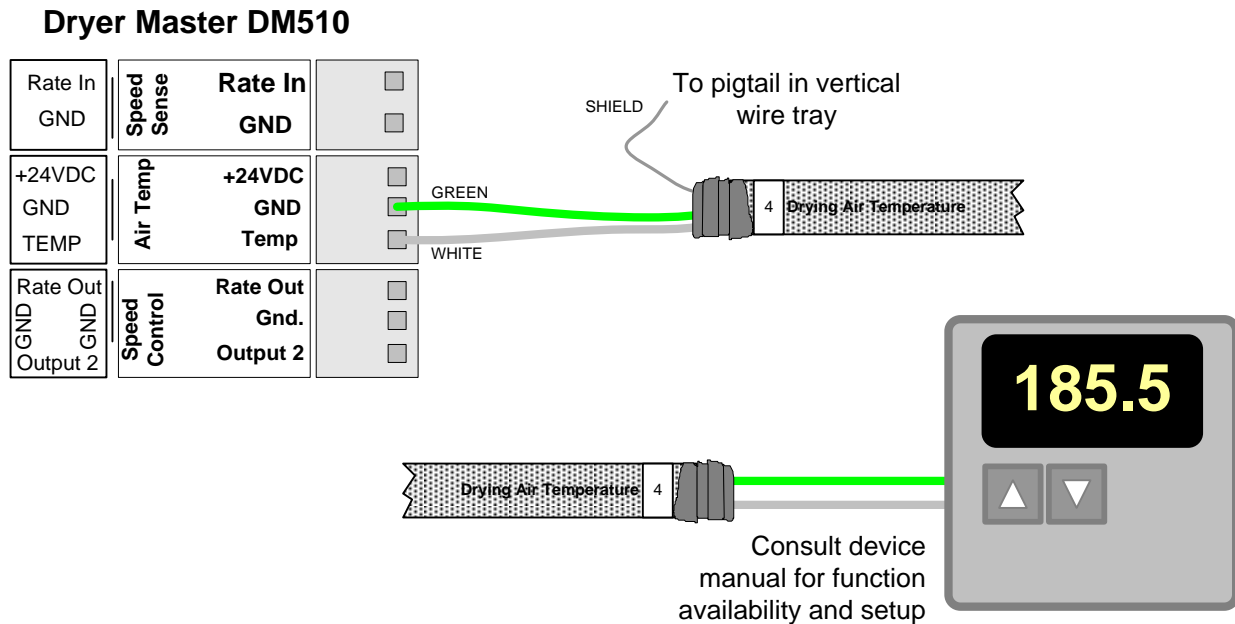 Dryer Master DM510
Rate In
GND
Speed
Sense
Rate In
GND
+24VDC
GND
TEMP
Air Temp
+24VDC
GND
Temp
Rate Out
GND
GND
Output 2
Speed
Control
Rate Out
Gnd.
Output 2
GREEN
WHITE
SHIELD
To pigtail in vertical
wire tray
4 Drying Air Temperature
185.5
Drying Air Temperature 4
Consult device
manual for function
availability and setup